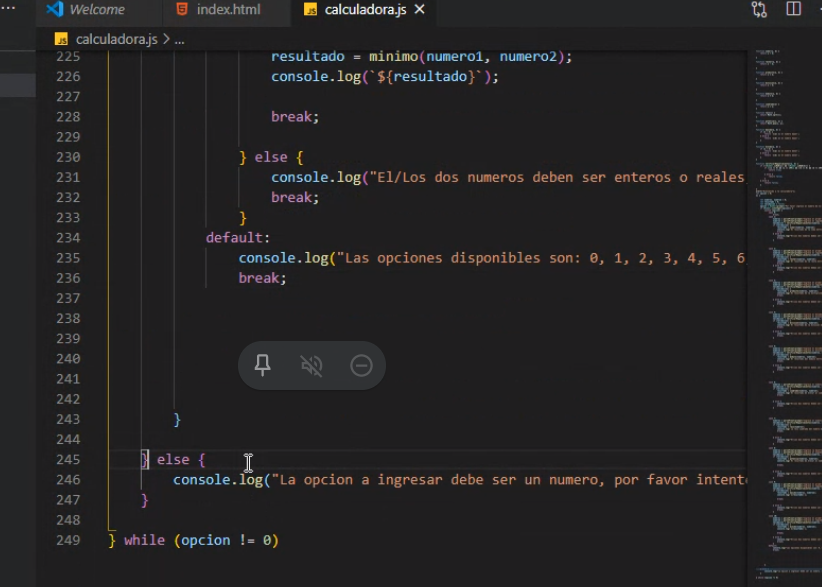 Welcome
index.html
JS calculadora.js
JS calculadora.js > ...
225 resultado = minimo(numero1, numero2);
226 console.log(`${resultado}`);
227
228 break;
229
230 } else {
231 console.log("El/Los dos numeros deben ser enteros o reales,
232 break;
233 }
234 default:
235 console.log("Las opciones disponibles son: 0, 1, 2, 3, 4, 5, 6,
236 break;
237
238
239
240
241
242
243 }
244
245 } else {
246 console.log("La opcion a ingresar debe ser un numero, por favor intente
247 }
248
249 } while (opcion != 0)